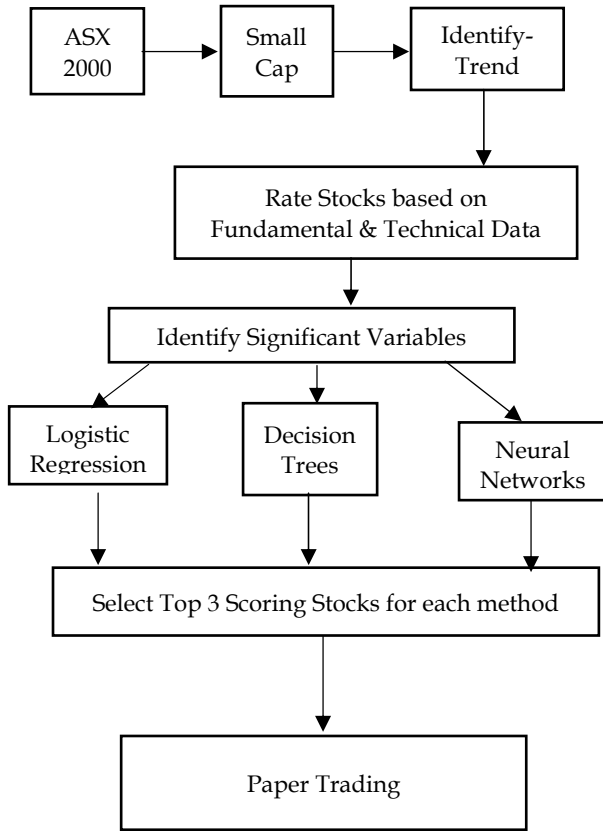 ASX
2000
Small
Cap
Identify-
Trend
Rate Stocks based on
Fundamental & Technical Data
Identify Significant Variables
Logistic
Regression
Decision
Trees
Neural
Networks
Select Top 3 Scoring Stocks for each method
Paper Trading